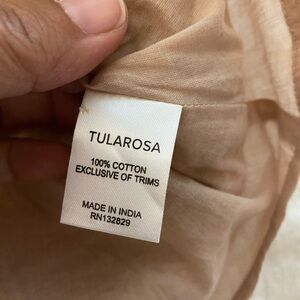 TULAROSA
100% COTTON
EXCLUSIVE OF TRIMS
MADE IN INDIA
RN132829